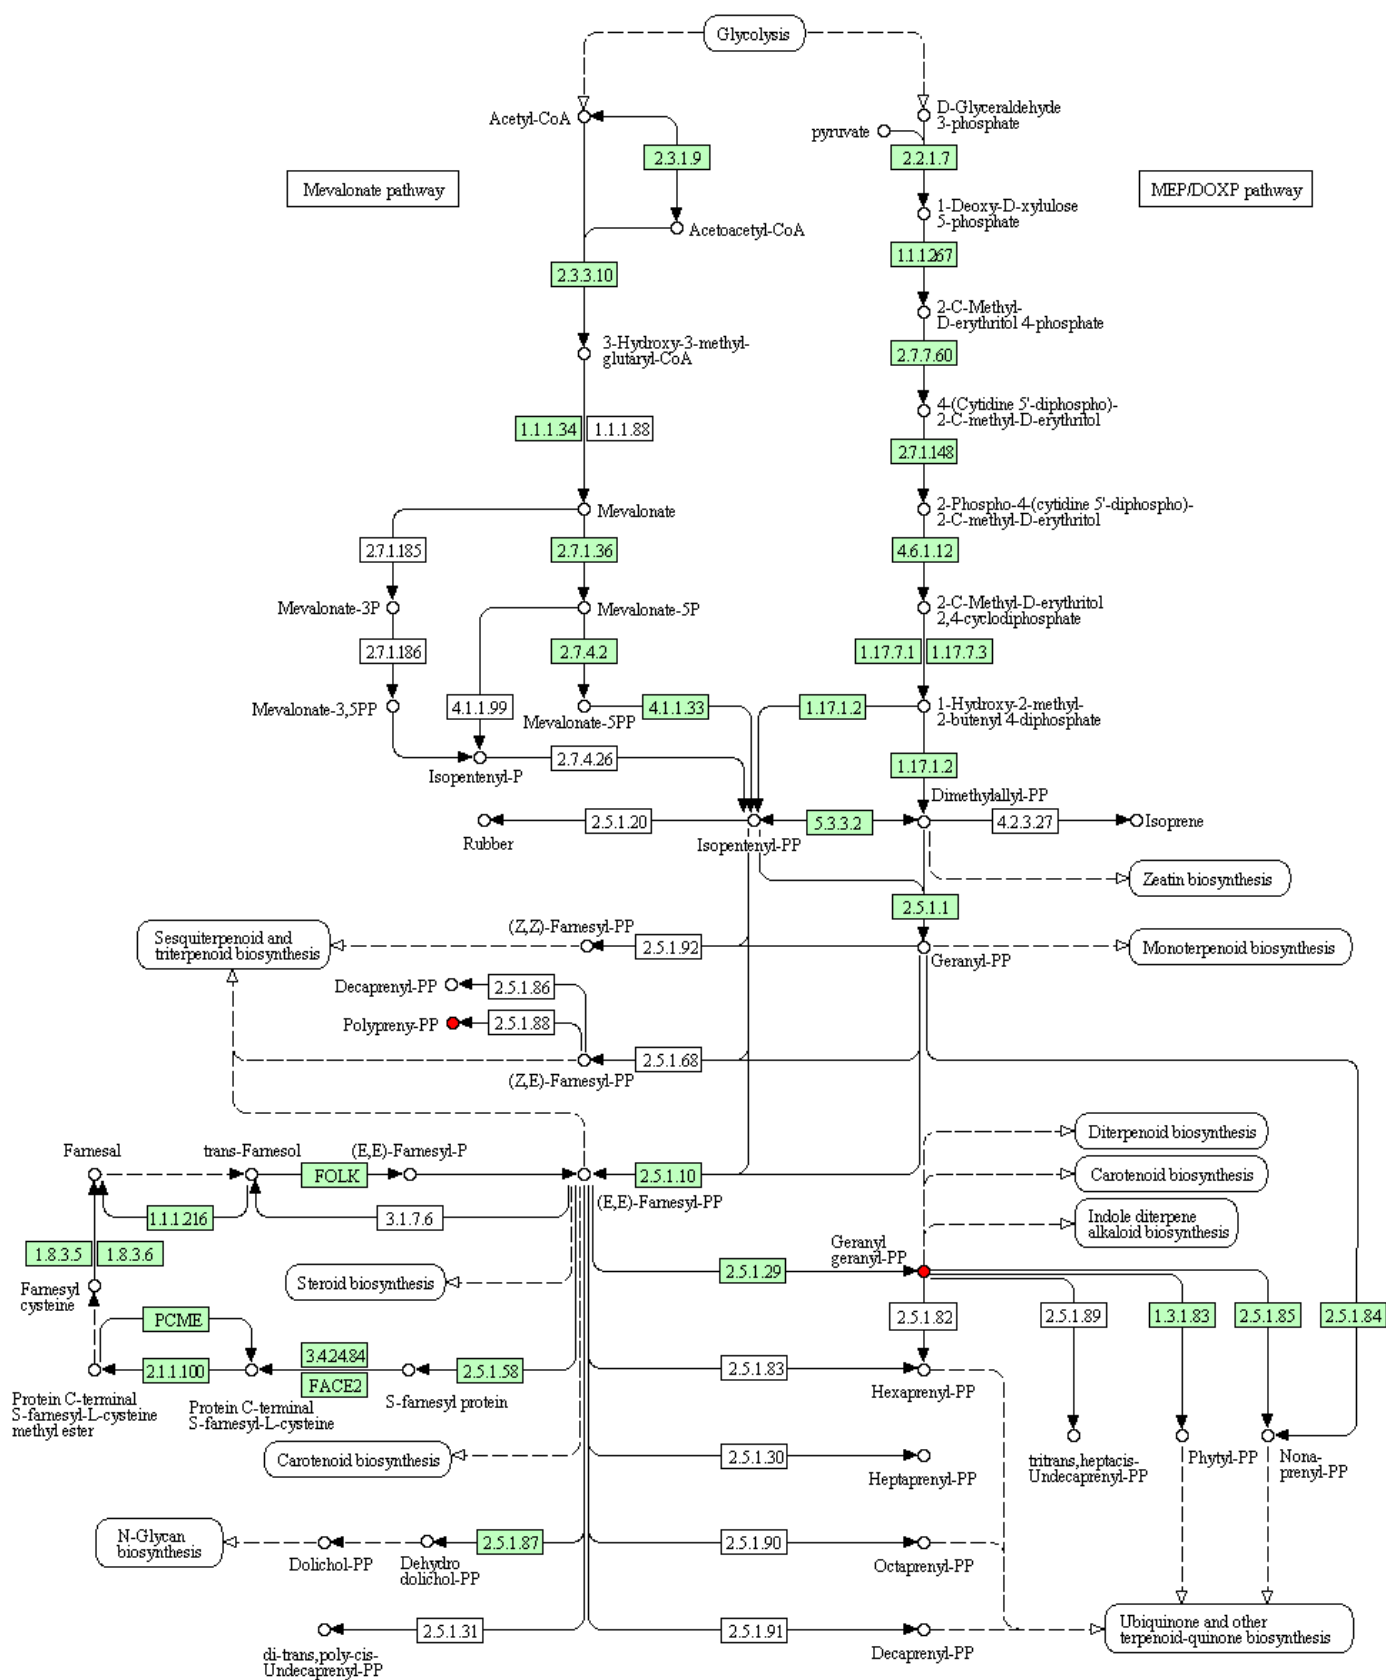 Glycolysis
Acetyl-CoA
D-Glyceraldehyde
3-phosphate
pyruvate
2.3.1.9
2.2.1.7
Mevalonate pathway
MEP/DOXP pathway
1-Deoxy-D-xylulose
5-phosphate
Acetoacetyl-CoA
1.1.1.267
2.3.3.10
2-C-Methyl-
D-erythritol 4-phosphate
3-Hydroxy-3-methyl-
glutaryl-CoA
2.7.7.60
4-(Cytidine 5'-diphospho)-
2-C-methyl-D-erythritol
1.1.1.34
1.1.1.88
2.7.1.148
Mevalonate
2-Phospho-4-(cytidine 5'-diphospho)-
2-C-methyl-D-erythritol
2.7.1.185
2.7.1.36
4.6.1.12
Mevalonate-3P
Mevalonate-5P
2-C-Methyl-D-erythritol
2,4-cyclodiphosphate
2.7.1.186
2.7.4.2
1.17.7.1
1.17.7.3
Mevalonate-3,5PP
4.1.1.99
Mevalonate-5PP
4.1.1.33
1.17.1.2
1-Hydroxy-2-methyl-
2-butenyl 4-diphosphate
Isopentenyl-P
2.7.4.26
1.17.1.2
Dimethylallyl-PP
Rubber
2.5.1.20
Isopentenyl-PP
5.3.3.2
4.2.3.27
Isoprene
Zeatin biosynthesis
2.5.1.1
Sesquiterpenoid and
triterpenoid biosynthesis
(Z,Z)-Farnesyl-PP
2.5.1.92
Geranyl-PP
Monoterpenoid biosynthesis
Decaprenyl-PP
2.5.1.86
Polypreny-PP
2.5.1.88
(Z,E)-Farnesyl-PP
2.5.1.68
Farnesal
trans-Farnesol
(E,E)-Farnesyl-P
FOLK
2.5.1.10
(E,E)-Farnesyl-PP
Diterpenoid biosynthesis
Carotenoid biosynthesis
Indole diterpene
alkaloid biosynthesis
1.1.1.216
3.1.7.6
1.8.3.5
1.8.3.6
Farnesyl
cysteine
Steroid biosynthesis
2.5.1.29
Geranyl
geranyl-PP
PCME
2.5.1.82
2.5.1.89
1.3.1.83
2.5.1.85
2.5.1.84
2.1.1.100
3.4.24.84
FACE2
2.5.1.58
2.5.1.83
Hexaprenyl-PP
Protein C-terminal
S-farnesyl-L-cysteine
methyl ester
Protein C-terminal
S-farnesyl-L-cysteine
S-farnesyl protein
Carotenoid biosynthesis
2.5.1.30
Heptaprenyl-PP
tritrans,heptacis-
Undecaprenyl-PP
Phytyl-PP
Nona-
prenyl-PP
N-Glycan
biosynthesis
Dolichol-PP
Dehydro
dolichol-PP
2.5.1.87
2.5.1.90
Octaprenyl-PP
di-trans,poly-cis-
Undecaprenyl-PP
2.5.1.31
2.5.1.91
Decaprenyl-PP
Ubiquinone and other
terpenoid-quinone biosynthesis